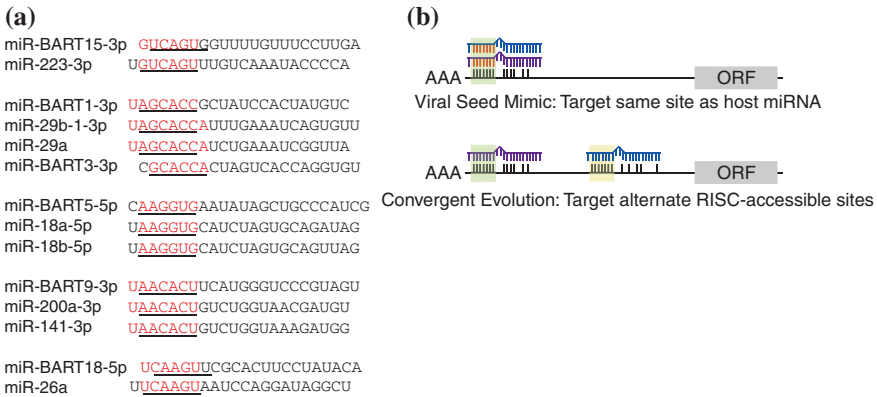 (a)
miR-BART15-3p GUCAGUGGUUUUGUUUCCUUGA
miR-223-3p UGUCAGUUUGUCAAAUACCCCA
miR-BART1-3p UAGCACCGCUAUCCACUAUGUC
miR-29b-1-3p UAGCACCAUUUGAAAUCAGUGUU
miR-29a UAGCACCAUCUGAAAUCGGUUA
miR-BART3-3p CGCACCACUAGUCACCAGGUGU
miR-BART5-5p CAAGGUGAAUAUAGCUGCCCAUCG
miR-18a-5p UAAGGUGCAUCUAGUGCAGAUAG
miR-18b-5p UAAGGUGCAUCUAGUGCAGUUAG
miR-BART9-3p UAACACUUCAUGGGUCCCGUAGU
miR-200a-3p UAACACUGUCUGGUAACGAUGU
miR-141-3p UAACACUGUCUGGUAAAGAUGG
miR-BART18-5p UCAAGUUCGCACUUCCUAUACA
miR-26a UUCAAGUAAUCCAGGAUAGGCU
(b)
AAA ORF
Viral Seed Mimic: Target same site as host miRNA
AAA ORF
Convergent Evolution: Target alternate RISC-accessible sites